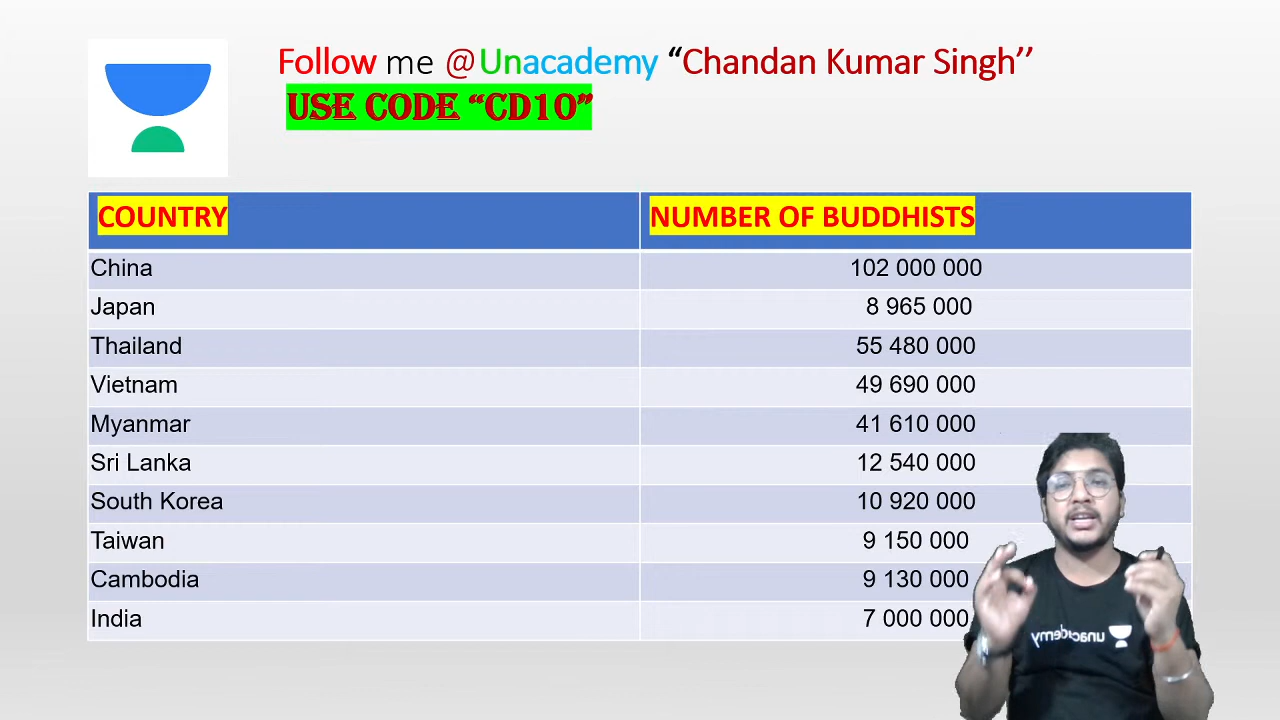 Follow me @Unacademy “Chandan Kumar Singh’’
USE CODE “CD10”
COUNTRY NUMBER OF BUDDHISTS
China 102 000 000
Japan 8 965 000
Thailand 55 480 000
Vietnam 49 690 000
Myanmar 41 610 000
Sri Lanka 12 540 000
South Korea 10 920 000
Taiwan 9 150 000
Cambodia 9 130 000
India 7 000 000
unacademy